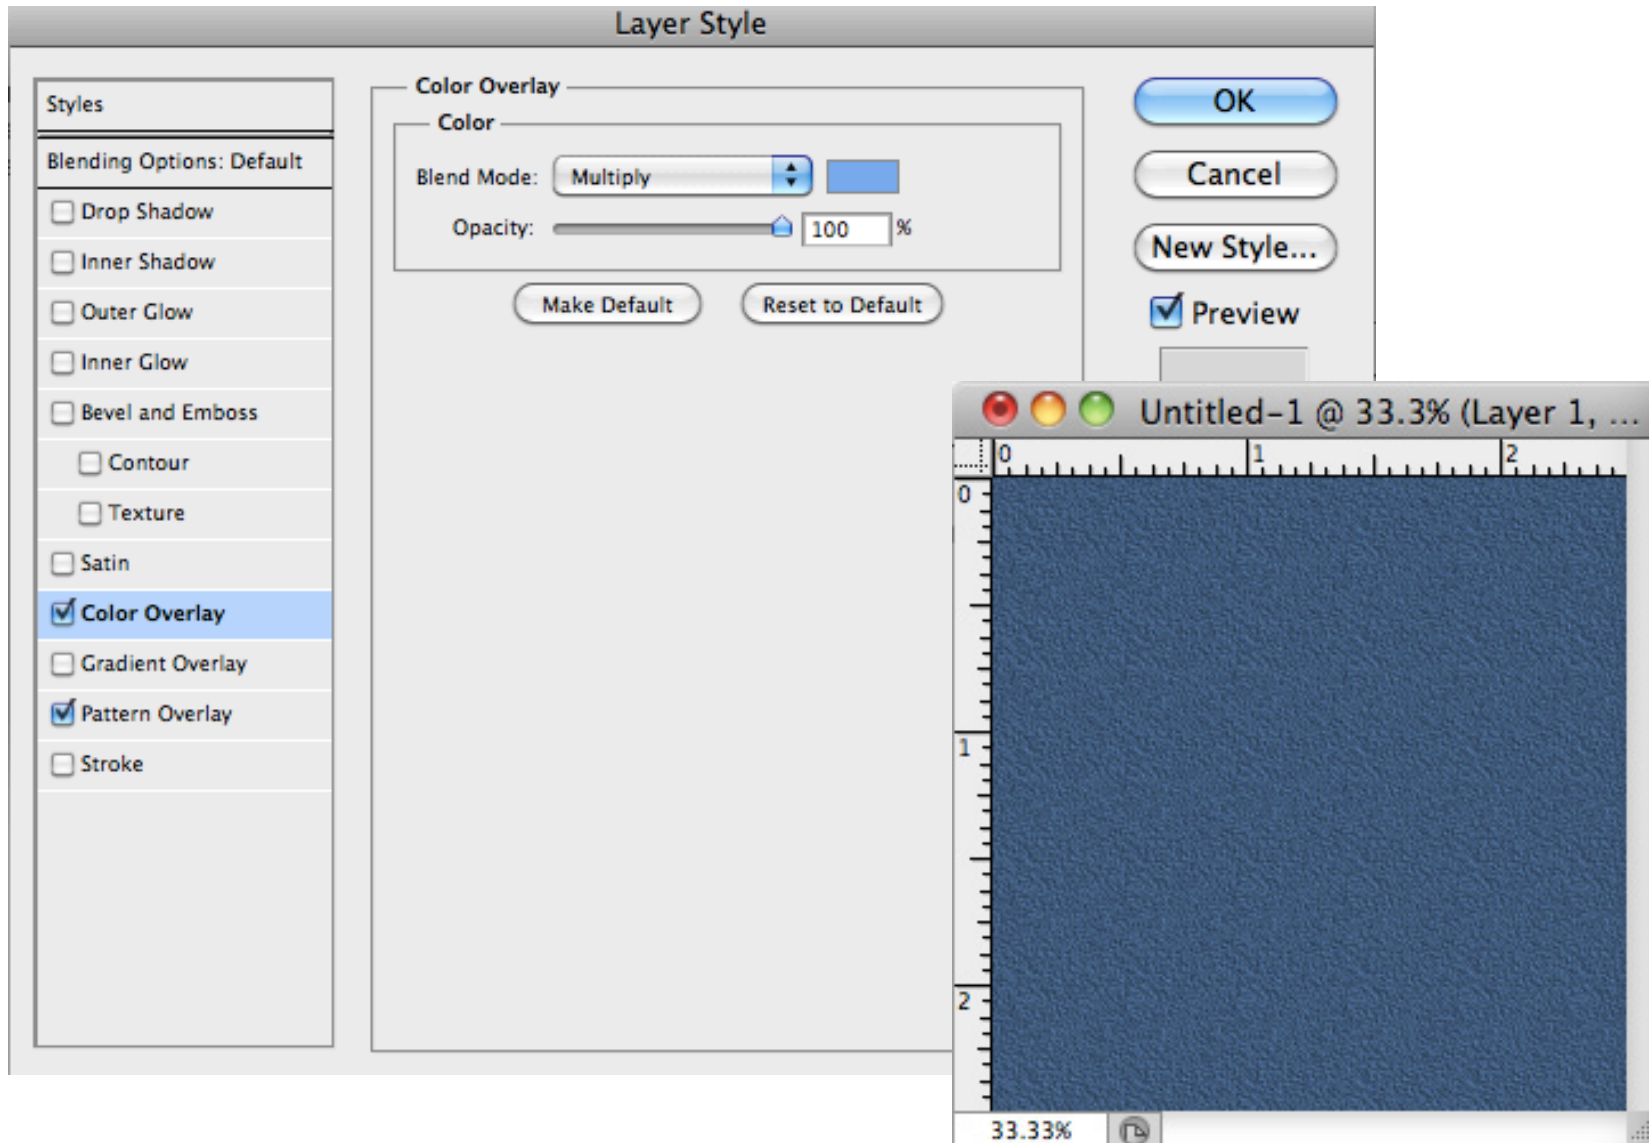 Layer Style
Styles
Blending Options: Default
Drop Shadow
Inner Shadow
Outer Glow
Inner Glow
Bevel and Emboss
Contour
Texture
Satin
Color Overlay
Gradient Overlay
Pattern Overlay
Stroke
Color Overlay
Color
Blend Mode: Multiply
Opacity: 100 %
Make Default Reset to Default
OK
Cancel
New Style...
Preview
Untitled-1 @ 33.3% (Layer 1, ...
0 1 2
0
1
2
33.33%